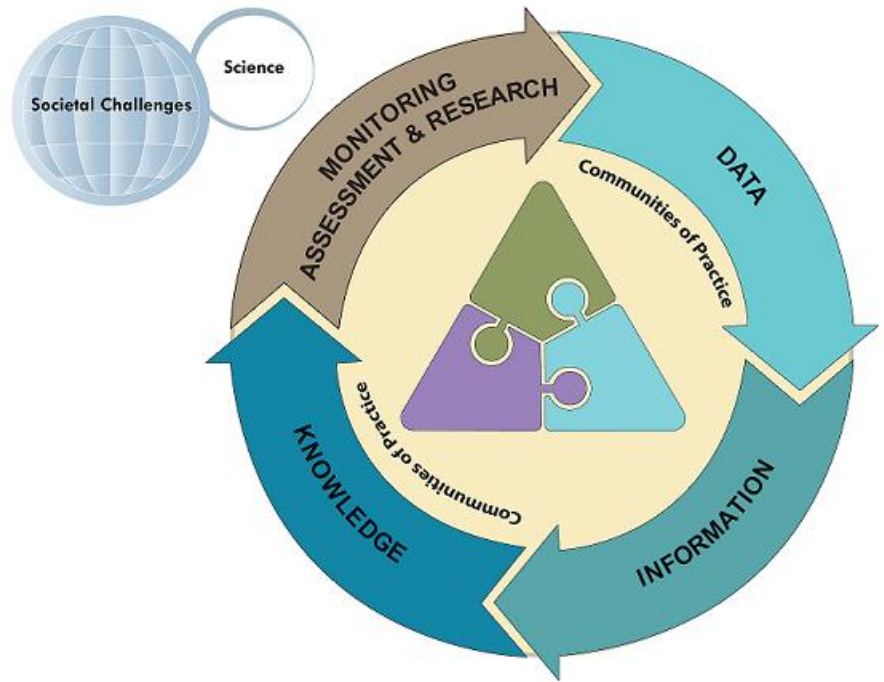 Societal Challenges
Science
MONITORING
ASSESSMENT & RESEARCH
DATA
Communities of Practice
INFORMATION
KNOWLEDGE
Communities of Practice